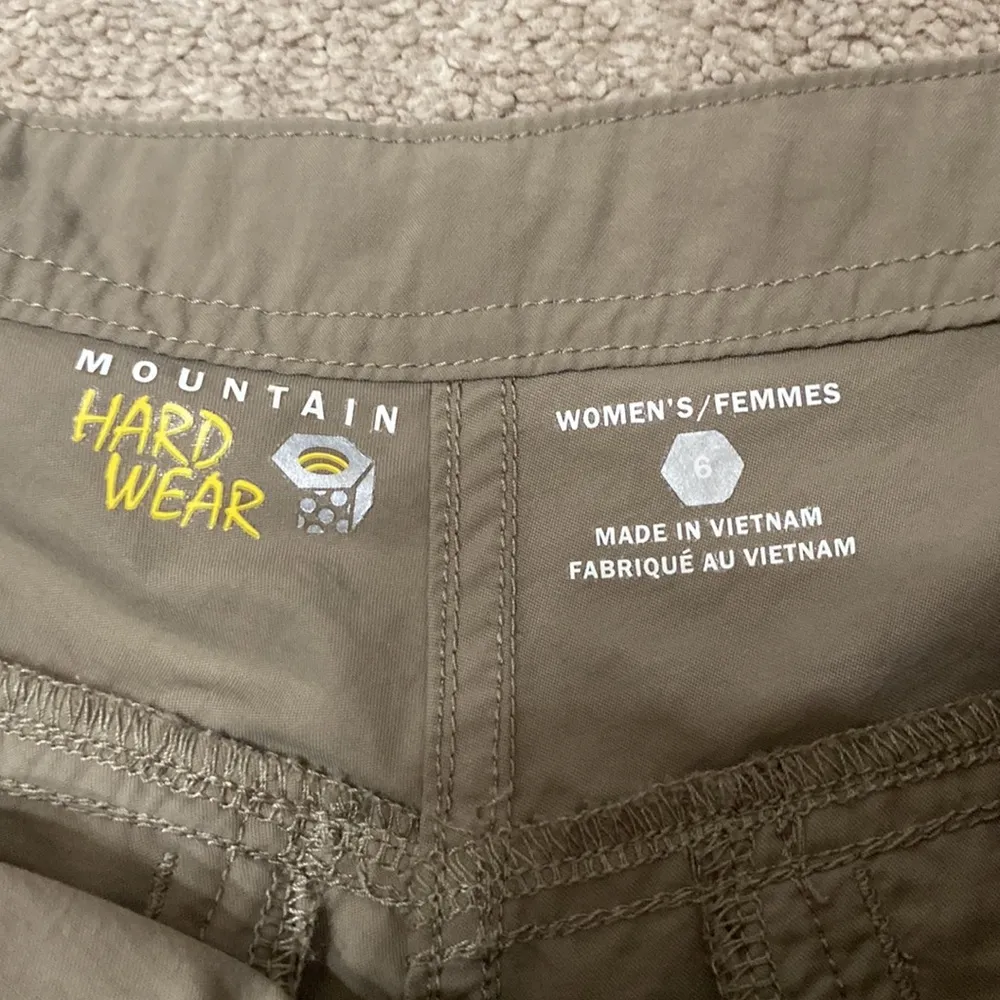 MOUNTAIN
HARD
WEAR
WOMEN'S/FEMMES
6
MADE IN VIETNAM
FABRIQUÉ AU VIETNAM